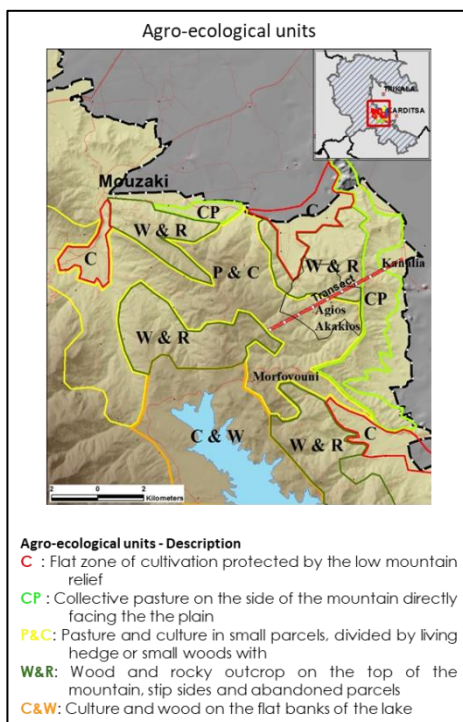 Agro-ecological units
TRIKALA
CARDITSA
Mouzaki
CP
C
W & R
C
P & C
W & R
Kanalia
Transect
CP
Agios
Akakios
W & R
Morfovouni
C & W
W & R
C
2 0 2
Kilometers
Agro-ecological units - Description
C : Flat zone of cultivation protected by the low mountain
relief
CP : Collective pasture on the side of the mountain directly
facing the the plain
P&C: Pasture and culture in small parcels, divided by living
hedge or small woods with
W&R: Wood and rocky outcrop on the top of the
mountain, stip sides and abandoned parcels
C&W: Culture and wood on the flat banks of the lake